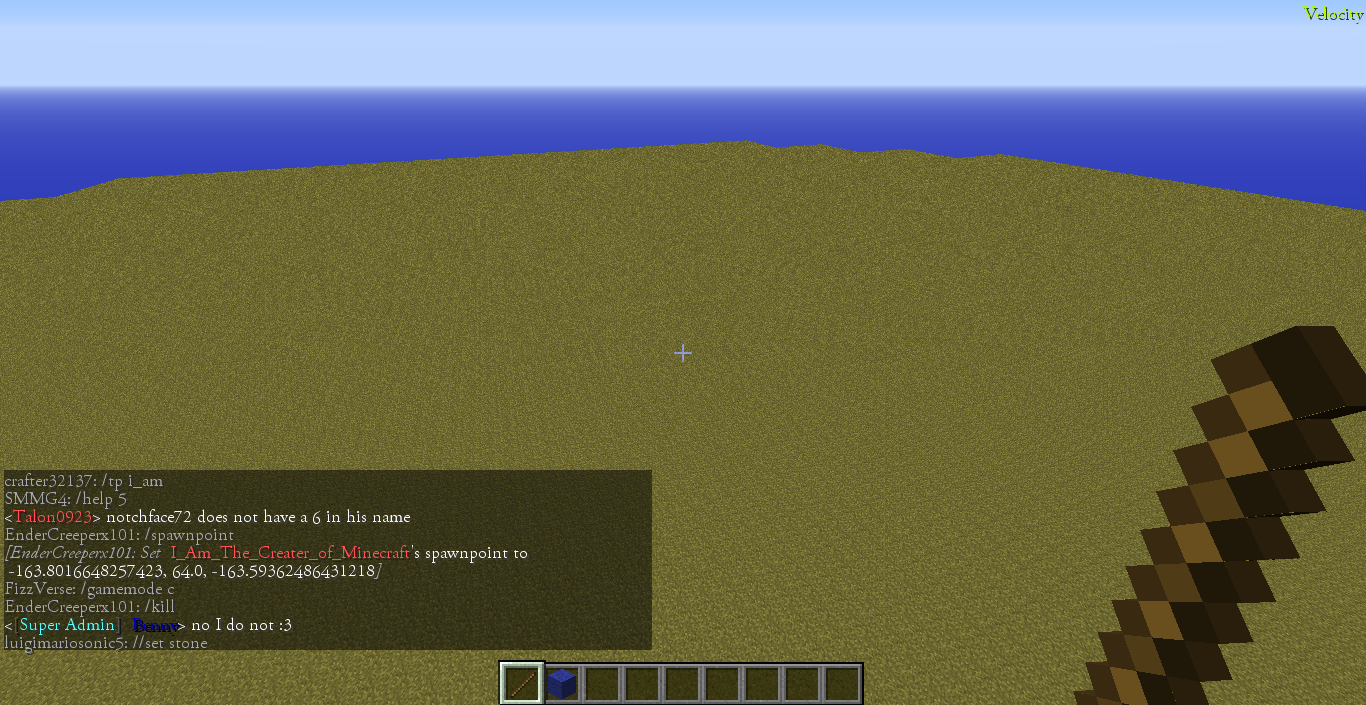 Velocity
crafter32137: /tp i_am
SMMG4: /help 5
<Talon0923> notchface72 does not have a 6 in his name
EnderCreeperx101: /spawnpoint
[EnderCreeperx101: Set I_Am_The_Creater_of_Minecraft's spawnpoint to
-163.8016648257423, 64.0, -163.59362486431218]
FizzVerse: /gamemode c
EnderCreeperx101: /kill
<[Super Admin] Benny> no I do not :3
luigimariosonic5: //set stone